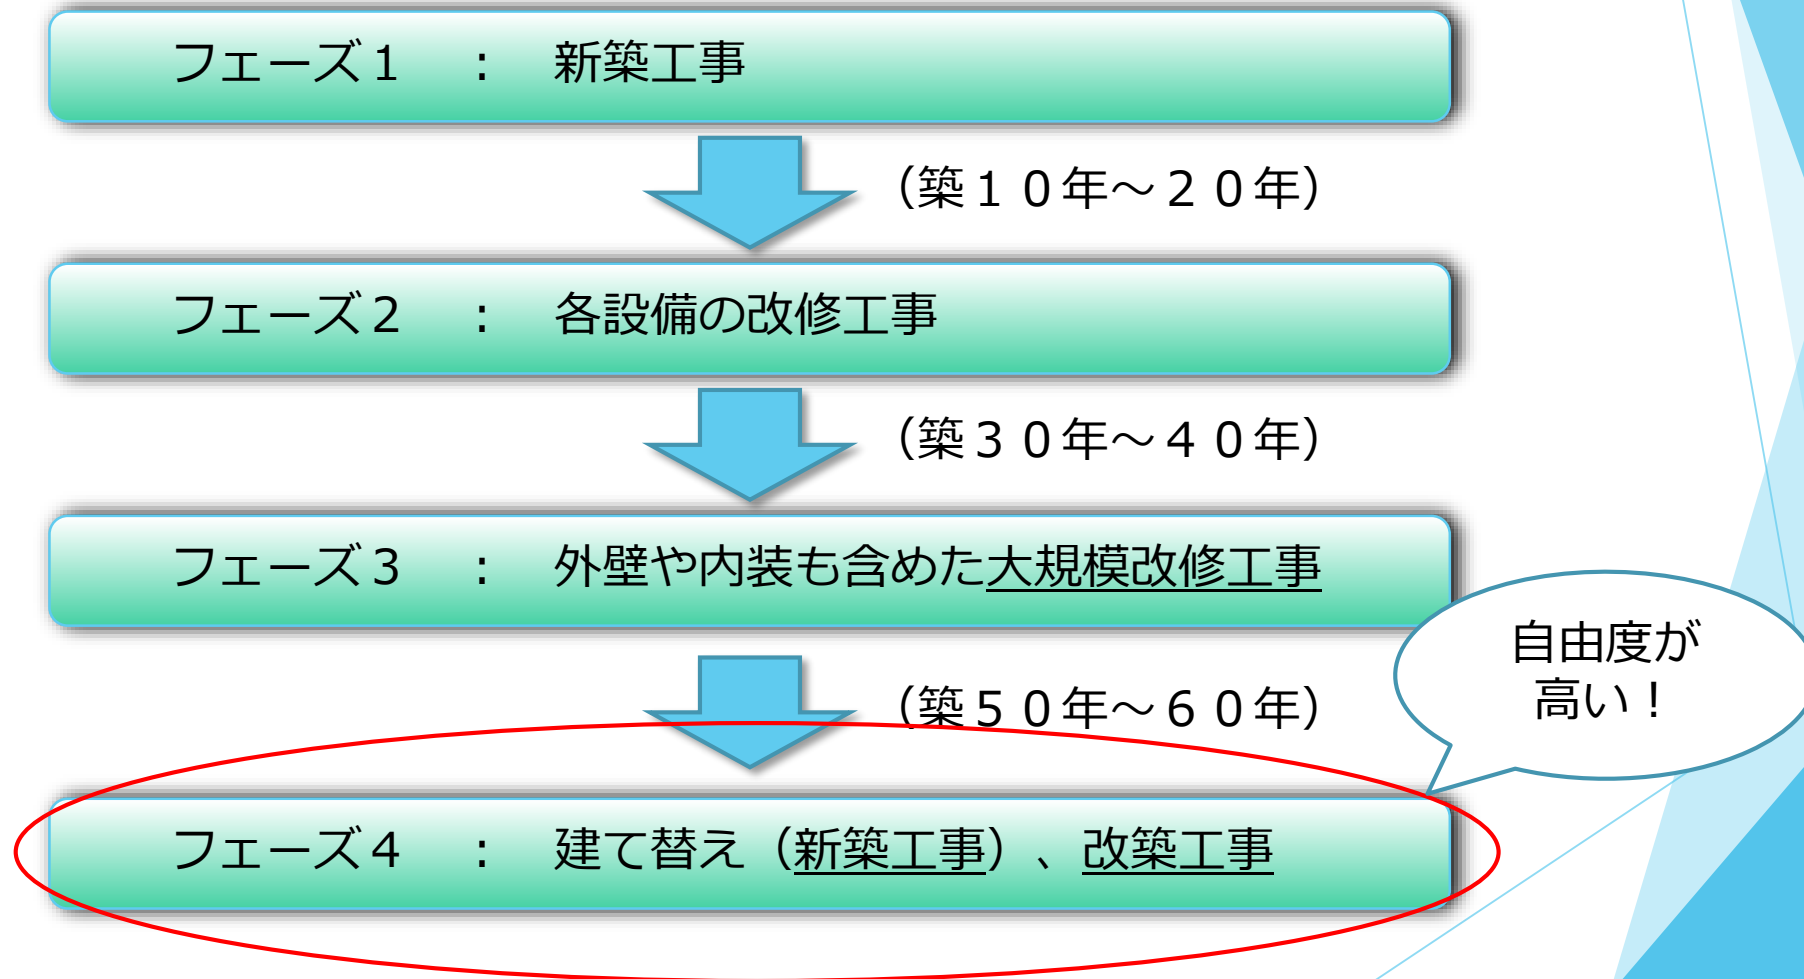 フェーズ１　：　新築工事
（築１０年～２０年）
フェーズ２　：　各設備の改修工事
（築３０年～４０年）
フェーズ３　：　外壁や内装も含めた大規模改修工事
自由度が
高い！
（築５０年～６０年）
フェーズ４　：　建て替え（新築工事）、改築工事